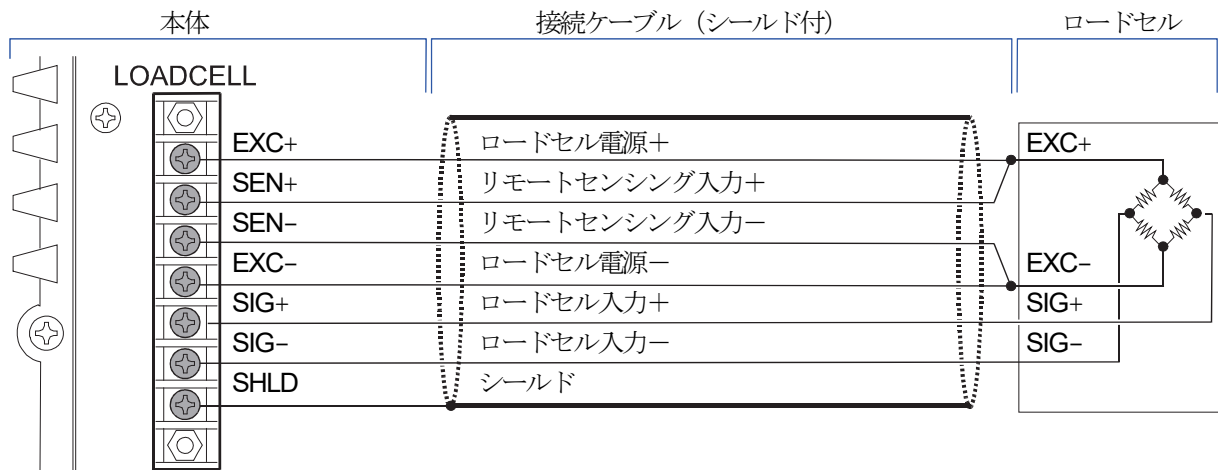 本体
接続ケーブル（シールド付）
ロードセル
LOADCELL
EXC+ ロードセル電源＋ EXC+
SEN+ リモートセンシング入力＋
SEN− リモートセンシング入力−
EXC− ロードセル電源− EXC−
SIG+ ロードセル入力＋ SIG+
SIG− ロードセル入力− SIG−
SHLD シールド